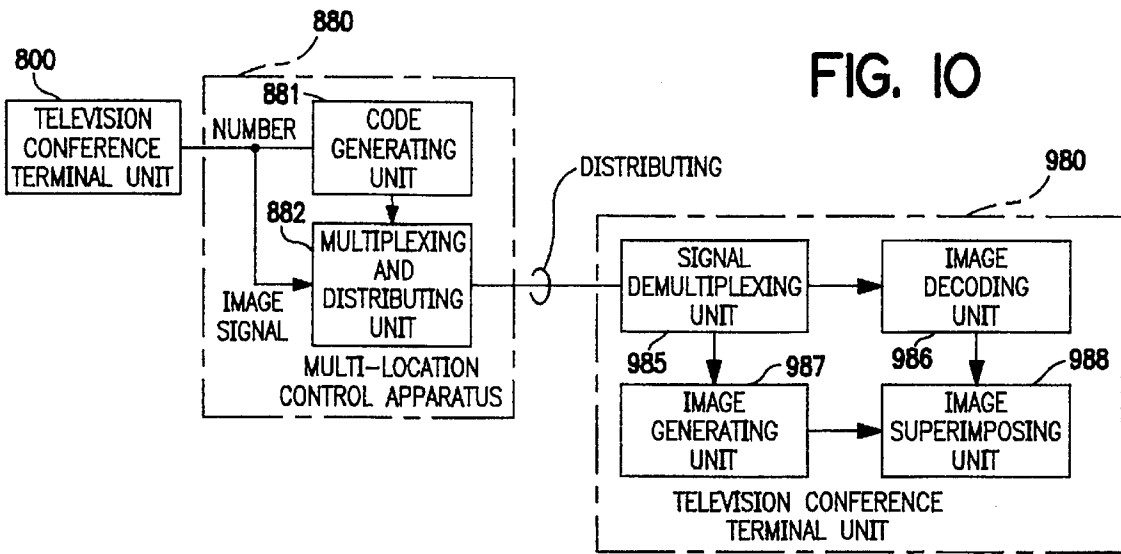 FIG. 10
880
800
TELEVISION
CONFERENCE
TERMINAL UNIT
NUMBER
881
CODE
GENERATING
UNIT
882
MULTIPLEXING
AND
DISTRIBUTING
UNIT
IMAGE
SIGNAL
MULTI-LOCATION
CONTROL APPARATUS
DISTRIBUTING
980
SIGNAL
DEMULTIPLEXING
UNIT
985
IMAGE
DECODING
UNIT
986
987
IMAGE
GENERATING
UNIT
988
IMAGE
SUPERIMPOSING
UNIT
TELEVISION CONFERENCE
TERMINAL UNIT